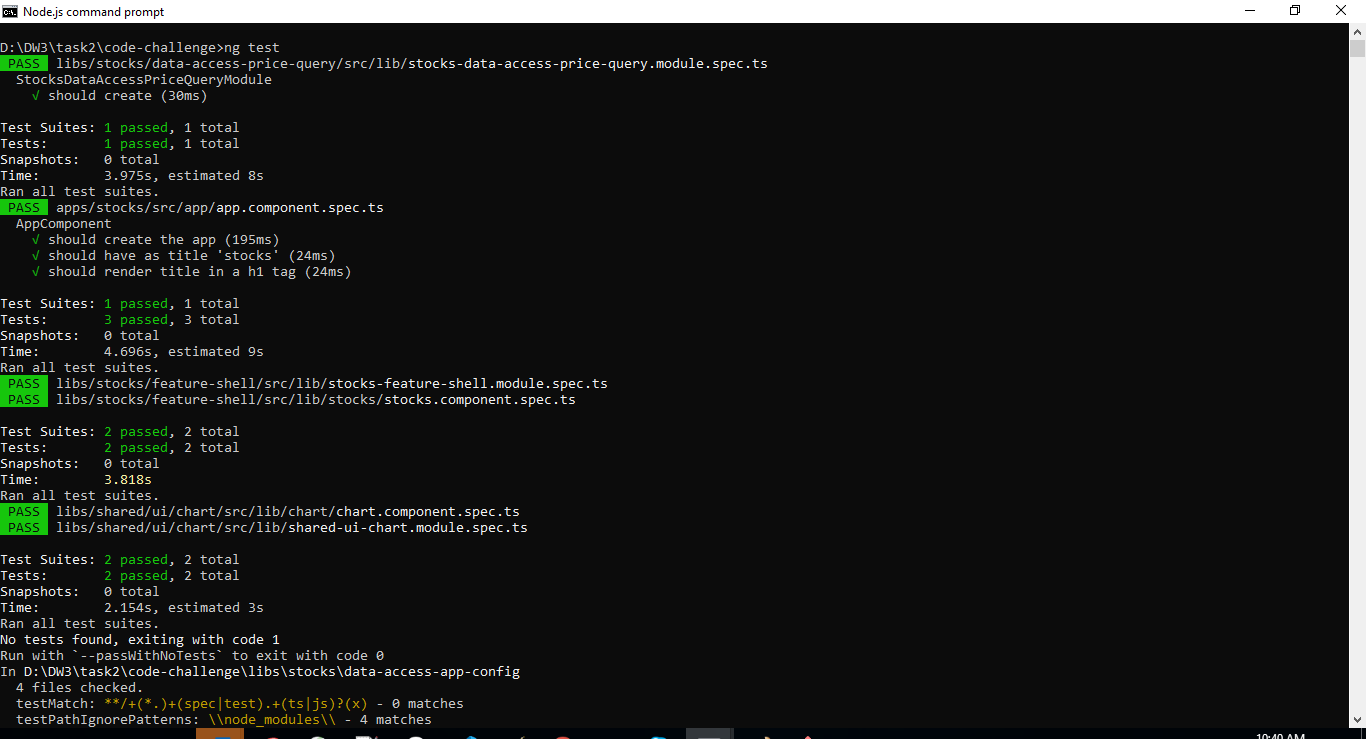 Node.js command prompt
D:\DW3\task2\code-challenge>ng test
PASS libs/stocks/data-access-price-query/src/lib/stocks-data-access-price-query.module.spec.ts
StocksDataAccessPriceQueryModule
√ should create (30ms)
Test Suites: 1 passed, 1 total
Tests: 1 passed, 1 total
Snapshots: 0 total
Time: 3.975s, estimated 8s
Ran all test suites.
PASS apps/stocks/src/app/app.component.spec.ts
AppComponent
√ should create the app (195ms)
√ should have as title 'stocks' (24ms)
√ should render title in a h1 tag (24ms)
Test Suites: 1 passed, 1 total
Tests: 3 passed, 3 total
Snapshots: 0 total
Time: 4.696s, estimated 9s
Ran all test suites.
PASS libs/stocks/feature-shell/src/lib/stocks-feature-shell.module.spec.ts
PASS libs/stocks/feature-shell/src/lib/stocks/stocks.component.spec.ts
Test Suites: 2 passed, 2 total
Tests: 2 passed, 2 total
Snapshots: 0 total
Time: 3.818s
Ran all test suites.
PASS libs/shared/ui/chart/src/lib/chart/chart.component.spec.ts
PASS libs/shared/ui/chart/src/lib/shared-ui-chart.module.spec.ts
Test Suites: 2 passed, 2 total
Tests: 2 passed, 2 total
Snapshots: 0 total
Time: 2.154s, estimated 3s
Ran all test suites.
No tests found, exiting with code 1
Run with `--passWithNoTests` to exit with code 0
In D:\DW3\task2\code-challenge\libs\stocks\data-access-app-config
4 files checked.
testMatch: **/+(*.)+(spec|test).+(ts|js)?(x) - 0 matches
testPathIgnorePatterns: \\node_modules\\ - 4 matches
10:40 AM